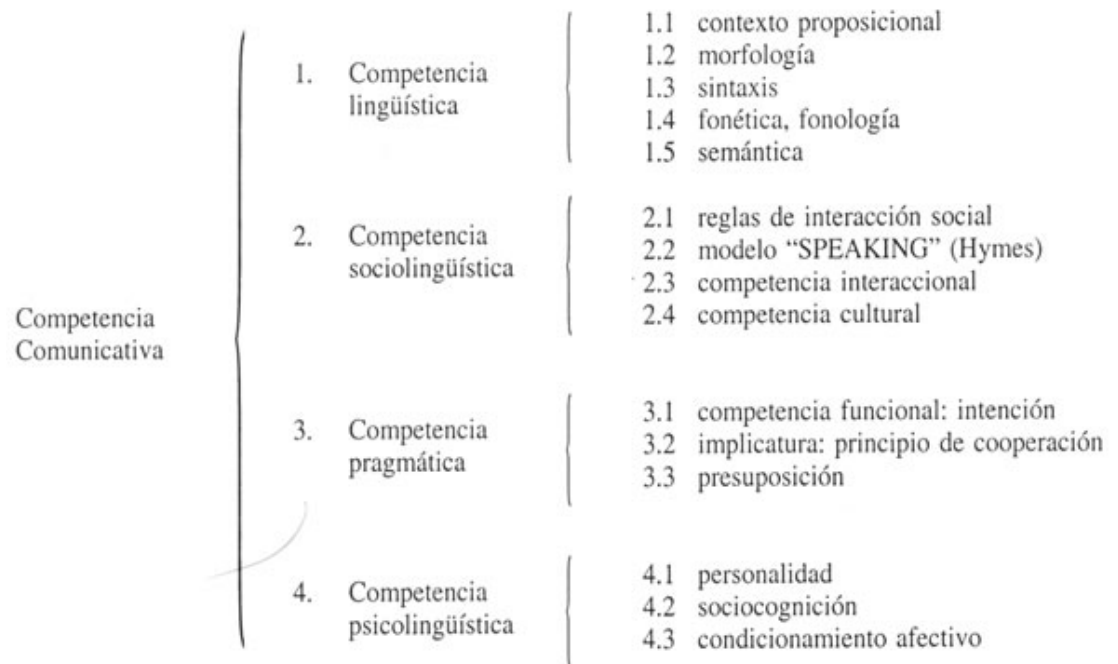 Competencia
Comunicativa
1. Competencia
lingüística
1.1 contexto proposicional
1.2 morfología
1.3 sintaxis
1.4 fonética, fonología
1.5 semántica
2. Competencia
sociolingüística
2.1 reglas de interacción social
2.2 modelo “SPEAKING” (Hymes)
2.3 competencia interaccional
2.4 competencia cultural
3. Competencia
pragmática
3.1 competencia funcional: intención
3.2 implicatura: principio de cooperación
3.3 presuposición
4. Competencia
psicolingüística
4.1 personalidad
4.2 sociocognición
4.3 condicionamiento afectivo